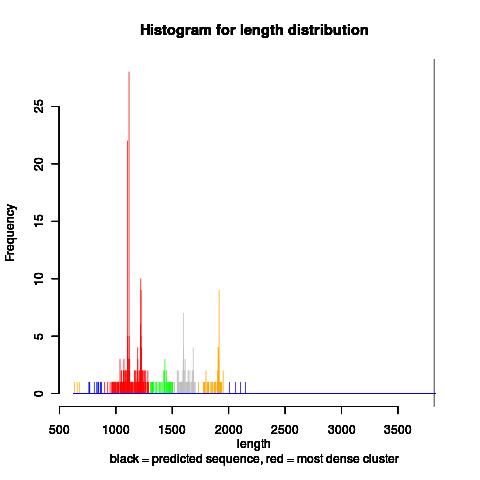 Histogram for length distribution
Frequency
25
20
15
10
5
0
500 1000 1500 2000 2500 3000 3500
length
black = predicted sequence, red = most dense cluster